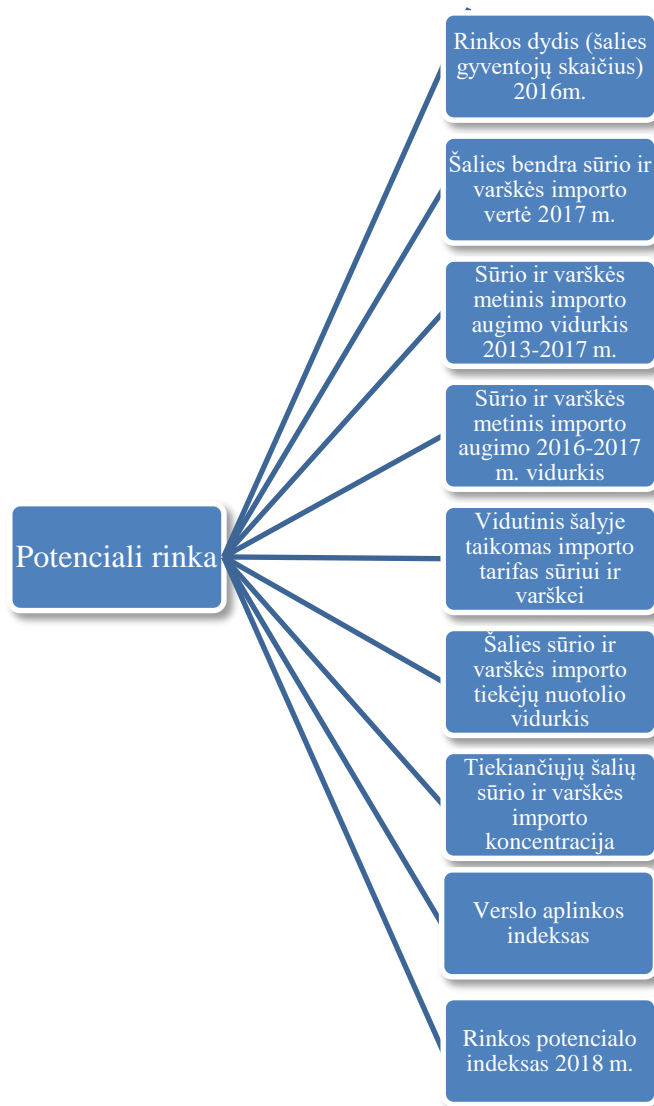 Rinkos dydis (šalies
gyventojų skaičius)
2016m.
Šalies bendra sūrio ir
varškės importo
vertė 2017 m.
Sūrio ir varškės
metinis importo
augimo vidurkis
2013-2017 m.
Sūrio ir varškės
metinis importo
augimo 2016-2017
m. vidurkis
Potenciali rinka
Vidutinis šalyje
taikomas importo
tarifas sūriui ir
varškei
Šalies sūrio ir
varškės importo
tiekėjų nuotolio
vidurkis
Tiekiančiųjų šalių
sūrio ir varškės
importo
koncentracija
Verslo aplinkos
indeksas
Rinkos potencialo
indeksas 2018 m.